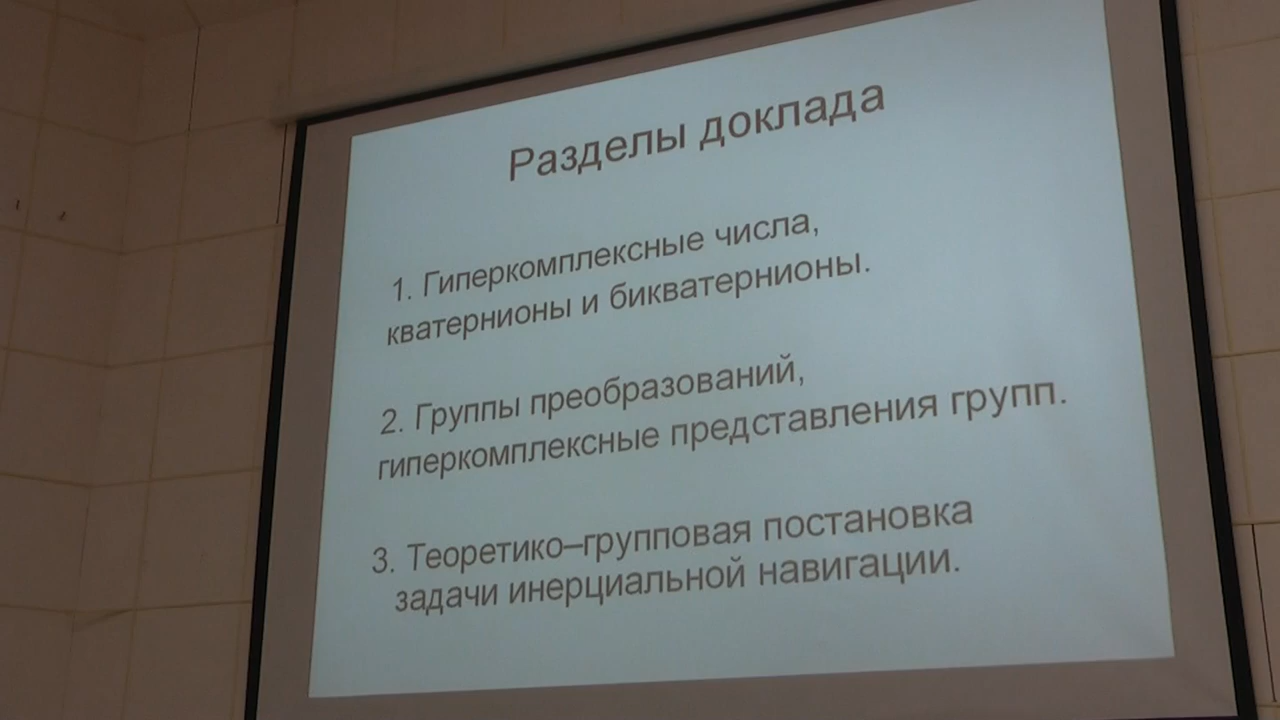 Разделы доклада
1. Гиперкомплексные числа,
кватернионы и бикватернионы.
2. Группы преобразований,
гиперкомплексные представления групп.
3. Теоретико–групповая постановка
задачи инерциальной навигации.